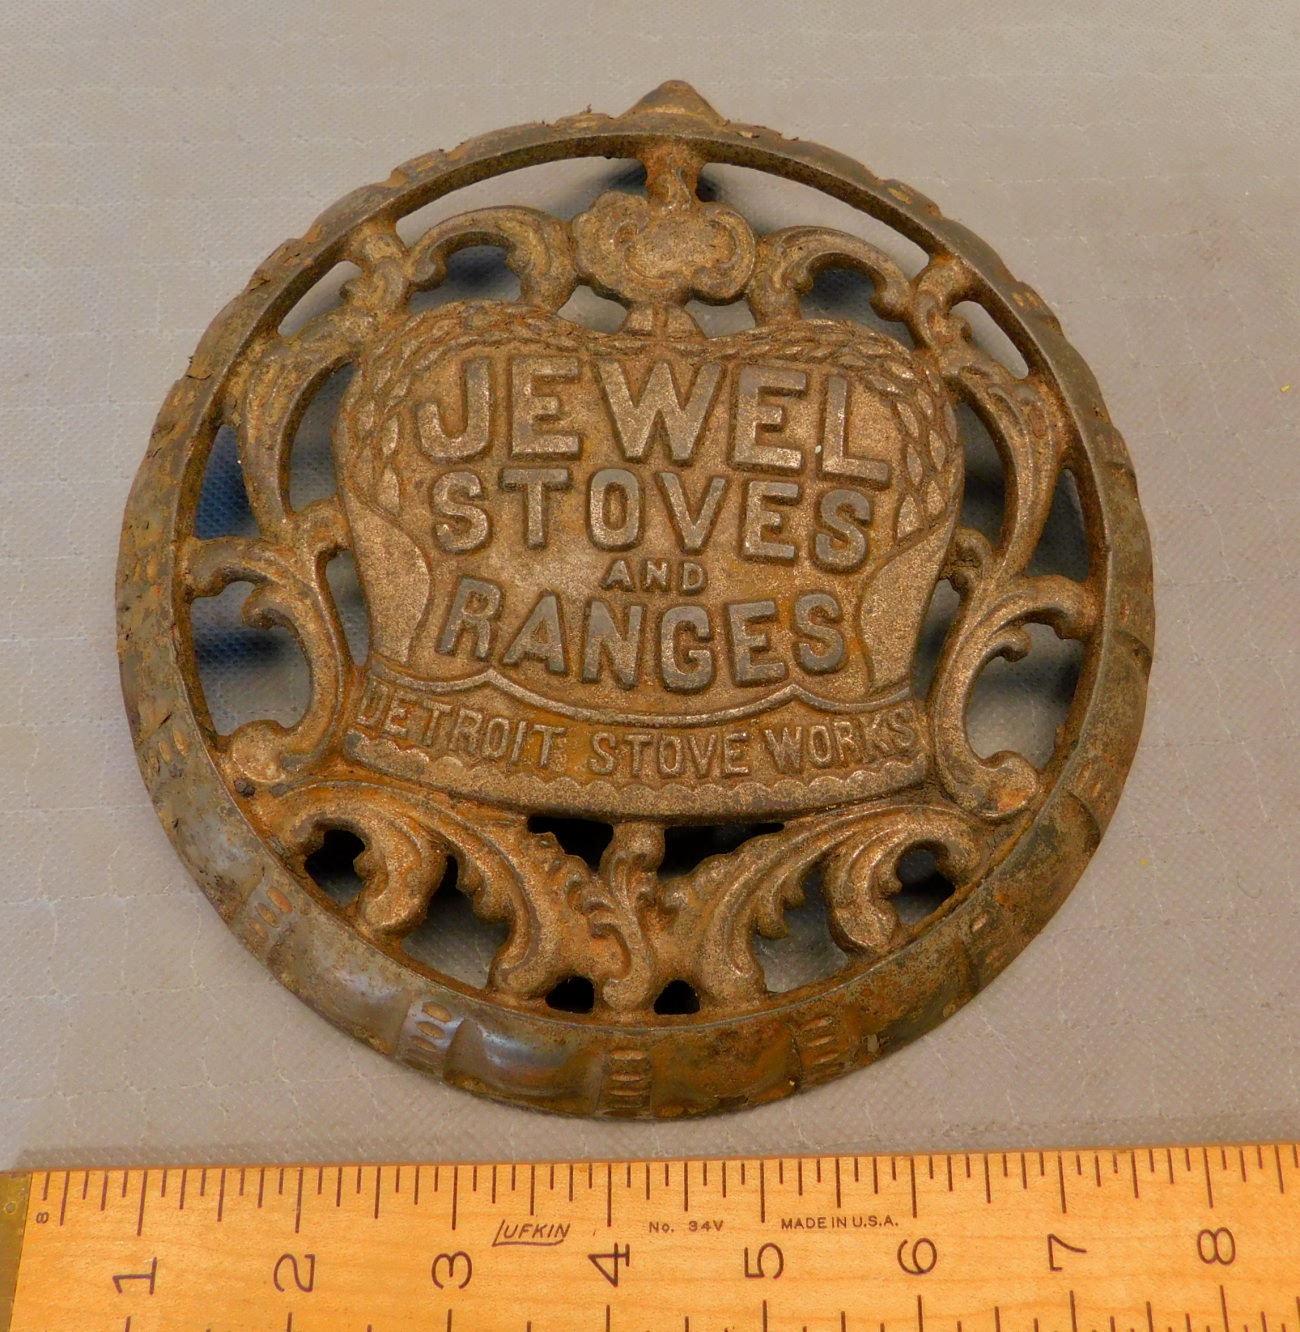 JEWEL
STOVES
AND
RANGES
DETROIT STOVE WORKS
8 LUFKIN No. 34V MADE IN U.S.A.
1 2 3 4 5 6 7 8